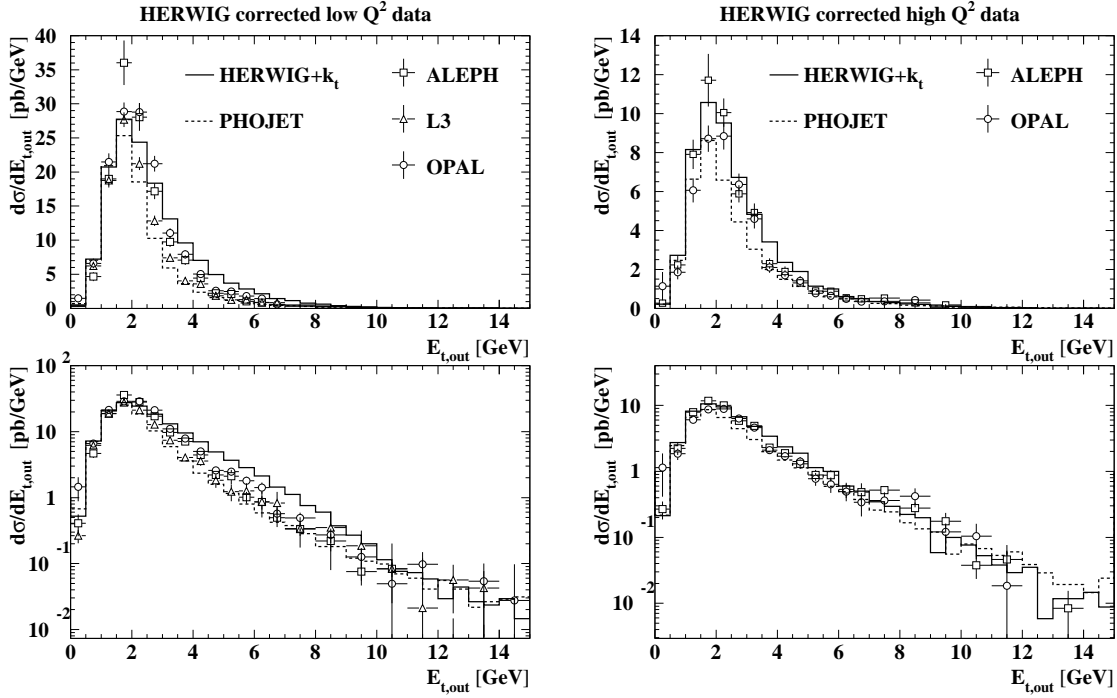 HERWIG corrected low Q² data
dσ/dE_t,out [pb/GeV]
40
35
30
25
20
15
10
5
0
HERWIG+k_t
PHOJET
ALEPH
L3
OPAL
0 2 4 6 8 10 12 14
E_t,out [GeV]
HERWIG corrected high Q² data
dσ/dE_t,out [pb/GeV]
14
12
10
8
6
4
2
0
HERWIG+k_t
PHOJET
ALEPH
OPAL
0 2 4 6 8 10 12 14
E_t,out [GeV]
dσ/dE_t,out [pb/GeV]
10²
10
1
10⁻¹
10⁻²
0 2 4 6 8 10 12 14
E_t,out [GeV]
dσ/dE_t,out [pb/GeV]
10
1
10⁻¹
10⁻²
0 2 4 6 8 10 12 14
E_t,out [GeV]